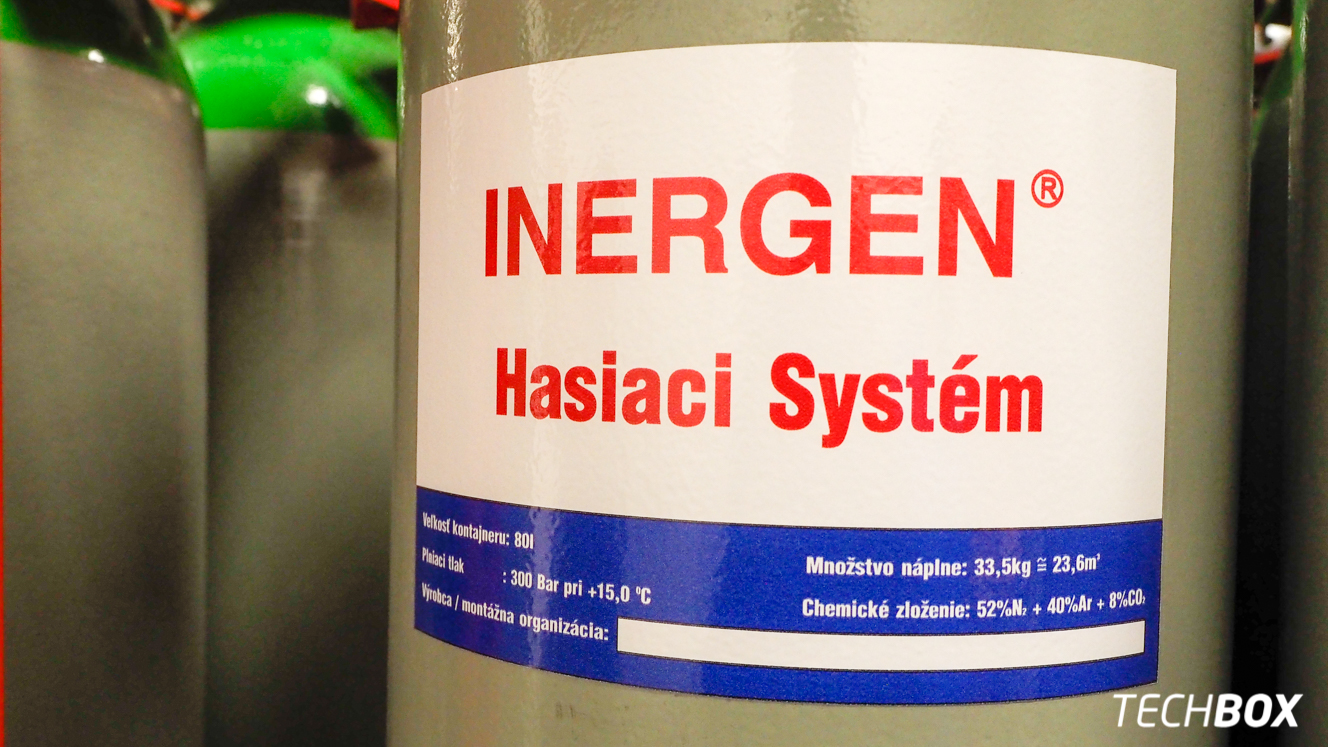 INERGEN®
Hasiaci Systém
Veľkosť kontajneru: 80l
Plniaci tlak : 300 Bar pri +15,0 ºC
Výrobca / montážna organizácia:
Množstvo náplne: 33,5kg ≅ 23,6m³
Chemické zloženie: 52%N₂ + 40%Ar + 8%CO₂
TECHBOX